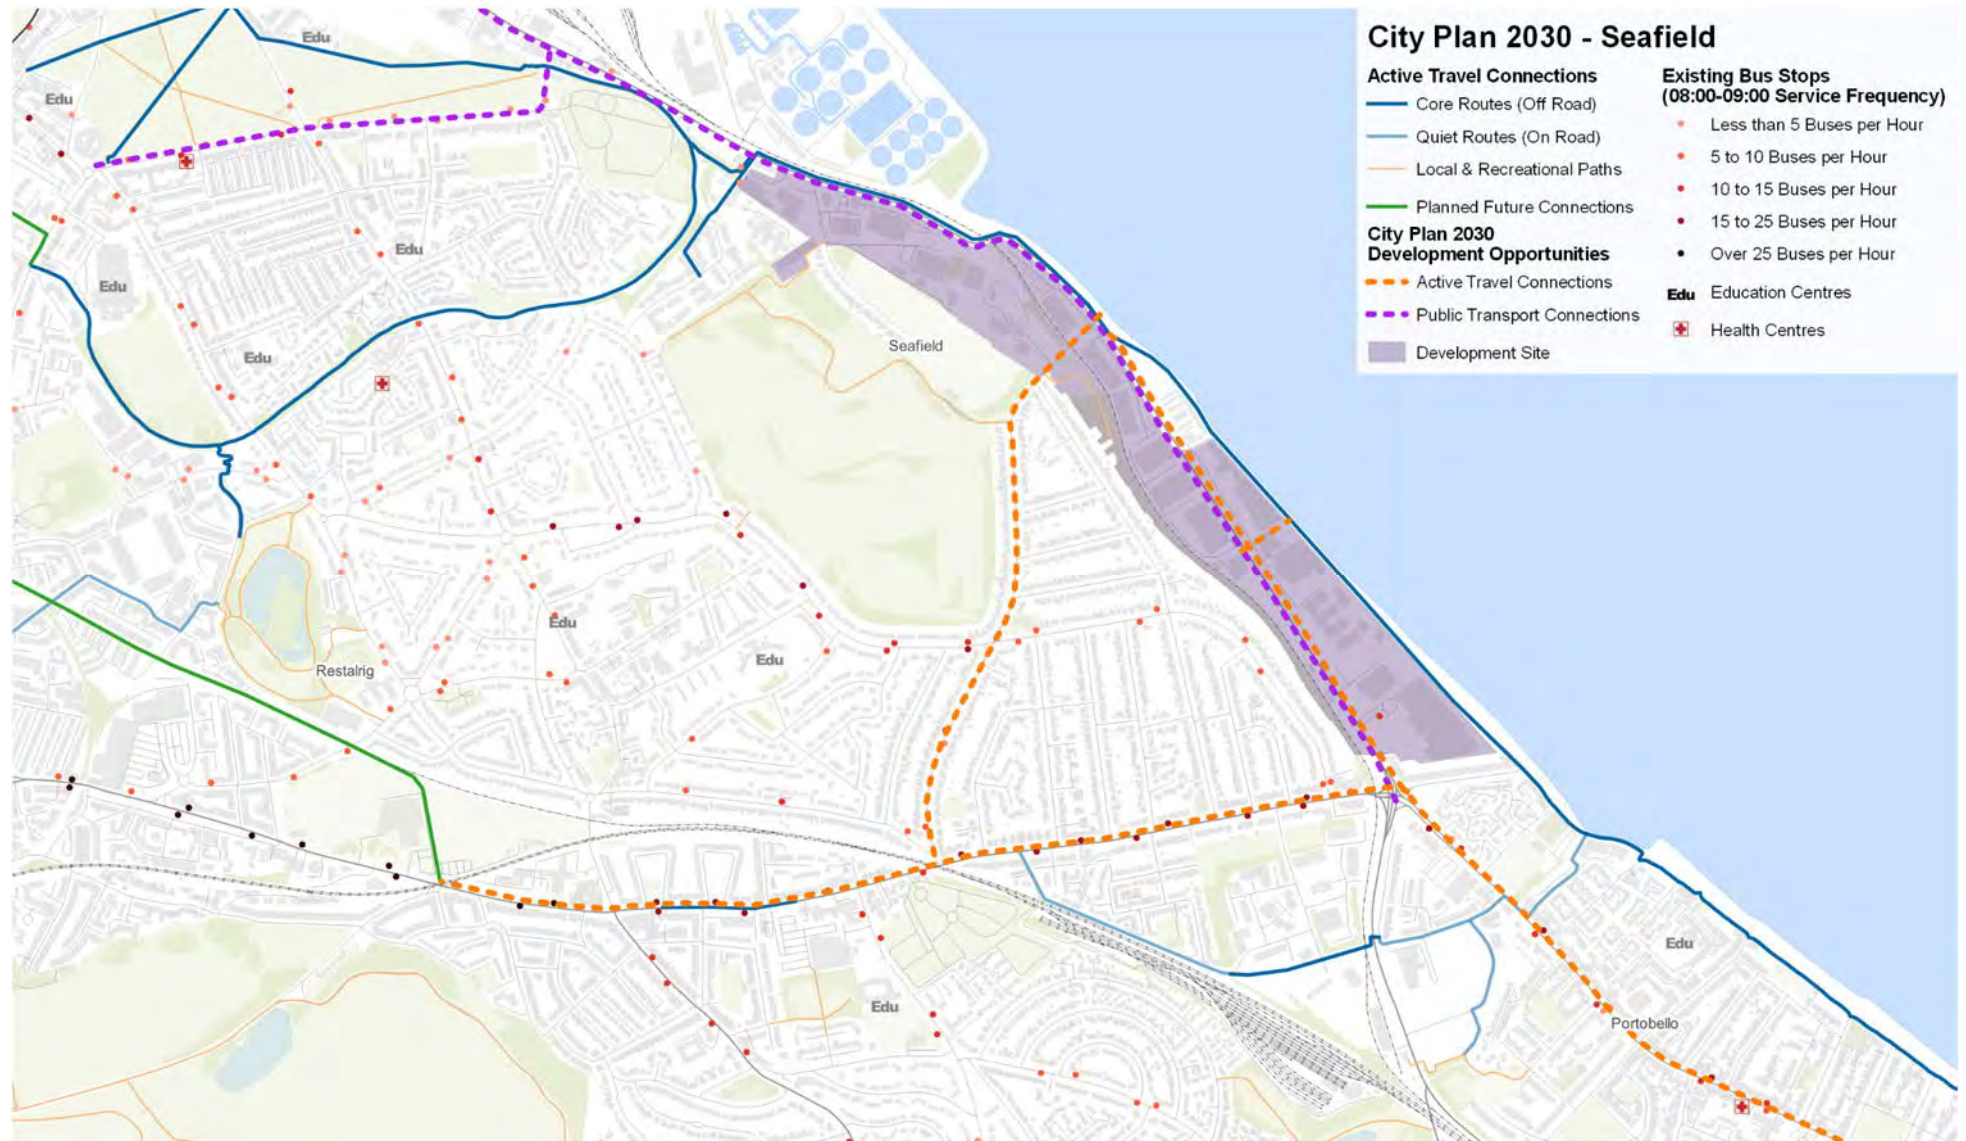 City Plan 2030 - Seafield
Active Travel Connections
Core Routes (Off Road)
Quiet Routes (On Road)
Local & Recreational Paths
Planned Future Connections
City Plan 2030
Development Opportunities
Active Travel Connections
Public Transport Connections
Development Site
Existing Bus Stops
(08:00-09:00 Service Frequency)
Less than 5 Buses per Hour
5 to 10 Buses per Hour
10 to 15 Buses per Hour
15 to 25 Buses per Hour
Over 25 Buses per Hour
Edu Education Centres
Health Centres
Edu
Edu
Edu
Edu
Edu
Seafield
Edu
Edu
Restalrig
Edu
Edu
Portobello